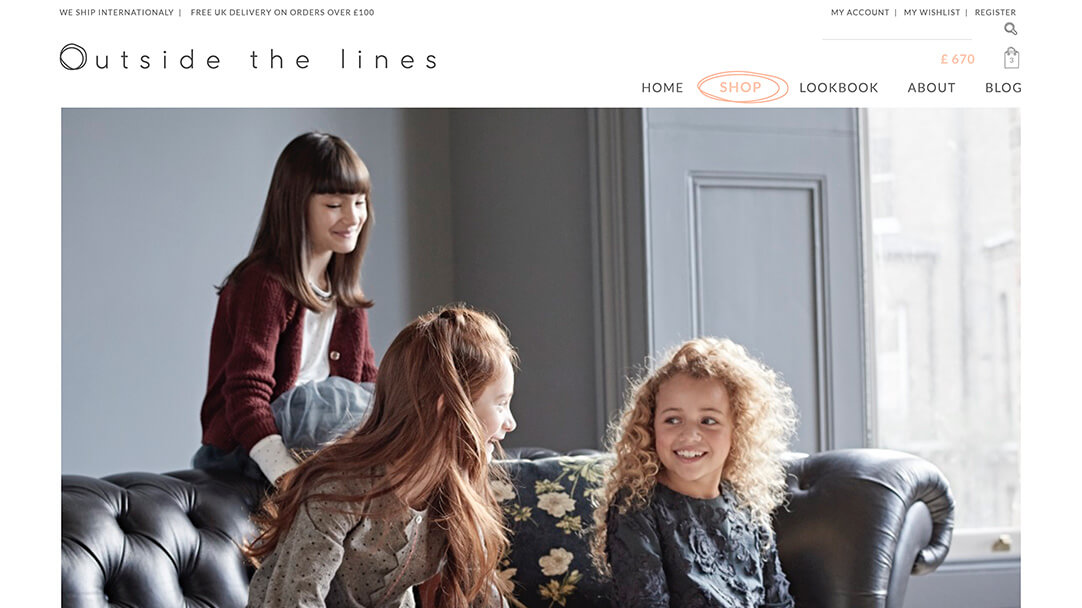 WE SHIP INTERNATIONALY | FREE UK DELIVERY ON ORDERS OVER £100
MY ACCOUNT | MY WISHLIST | REGISTER
Outside the lines
£ 670
3
HOME SHOP LOOKBOOK ABOUT BLOG